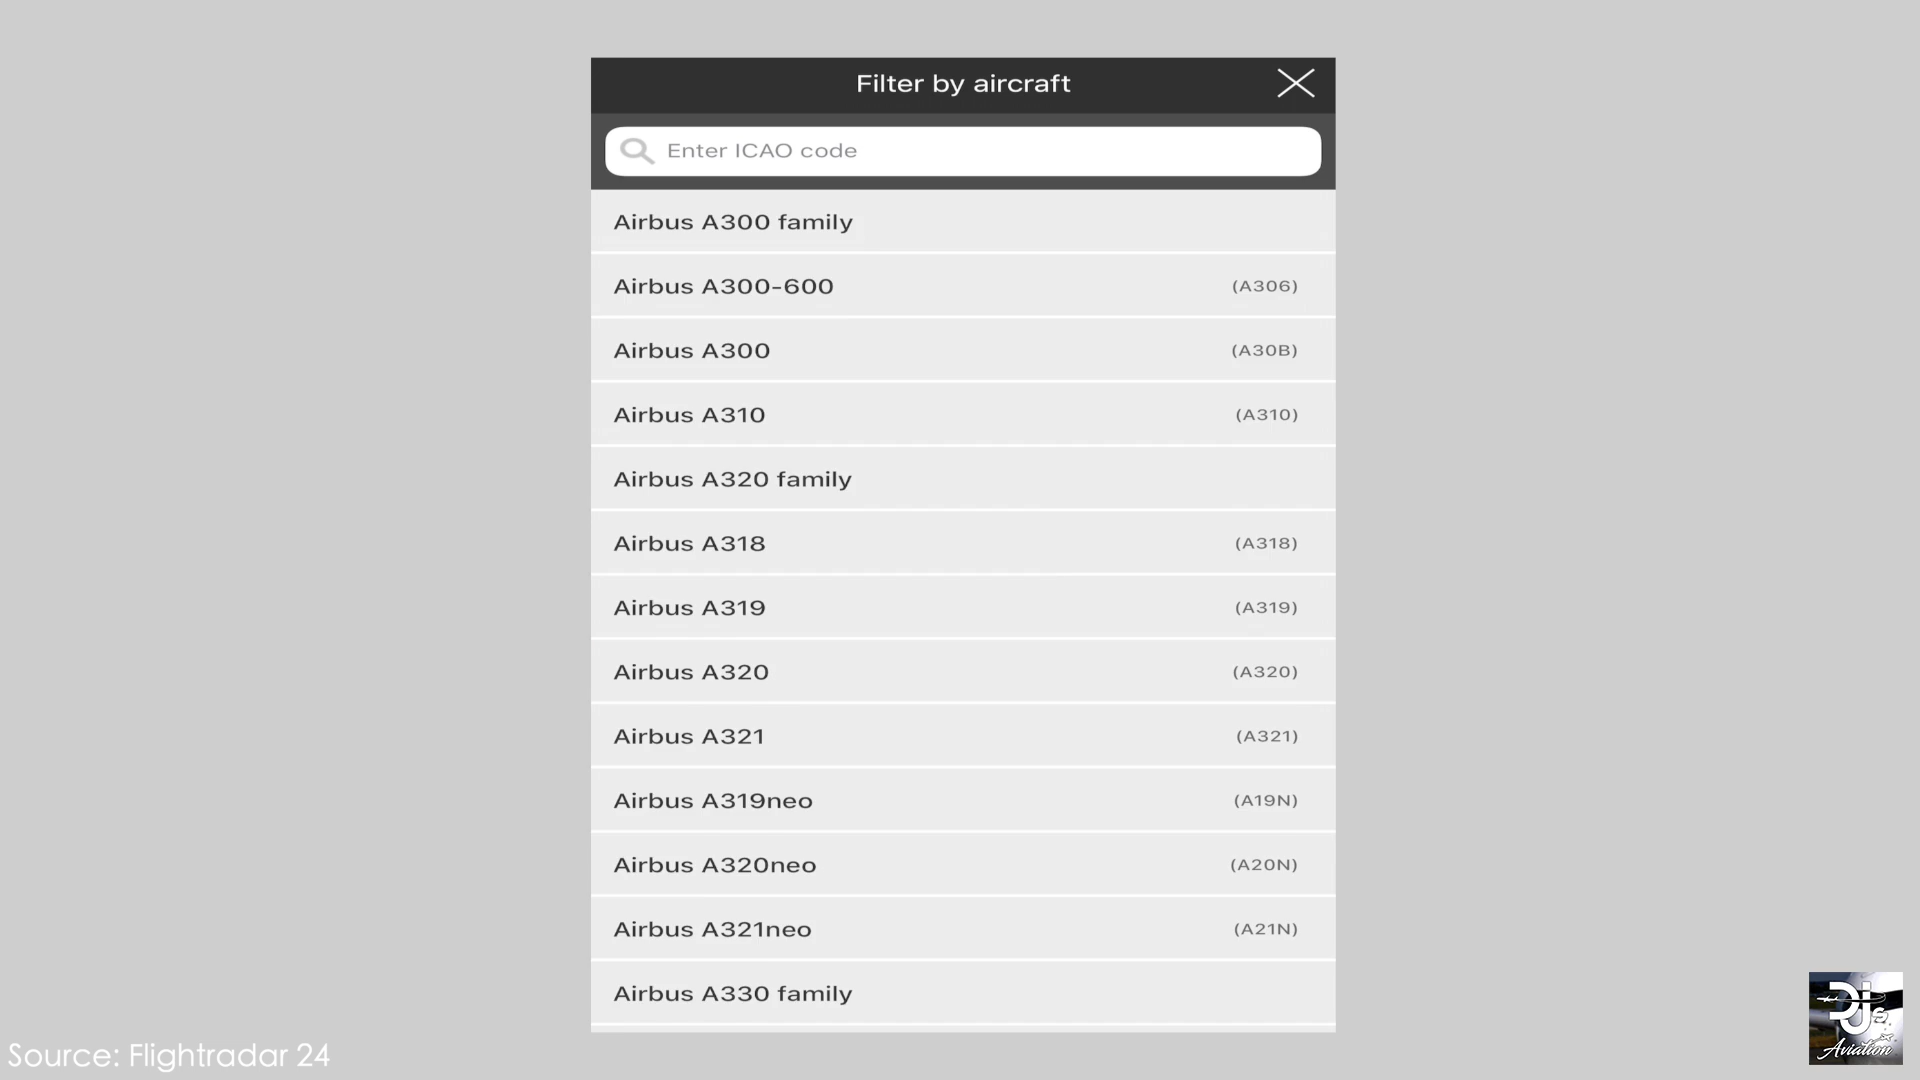 Filter by aircraft
Enter ICAO code
Airbus A300 family
Airbus A300-600 (A306)
Airbus A300 (A30B)
Airbus A310 (A310)
Airbus A320 family
Airbus A318 (A318)
Airbus A319 (A319)
Airbus A320 (A320)
Airbus A321 (A321)
Airbus A319neo (A19N)
Airbus A320neo (A20N)
Airbus A321neo (A21N)
Airbus A330 family
Source: Flightradar 24
DJs
Aviation